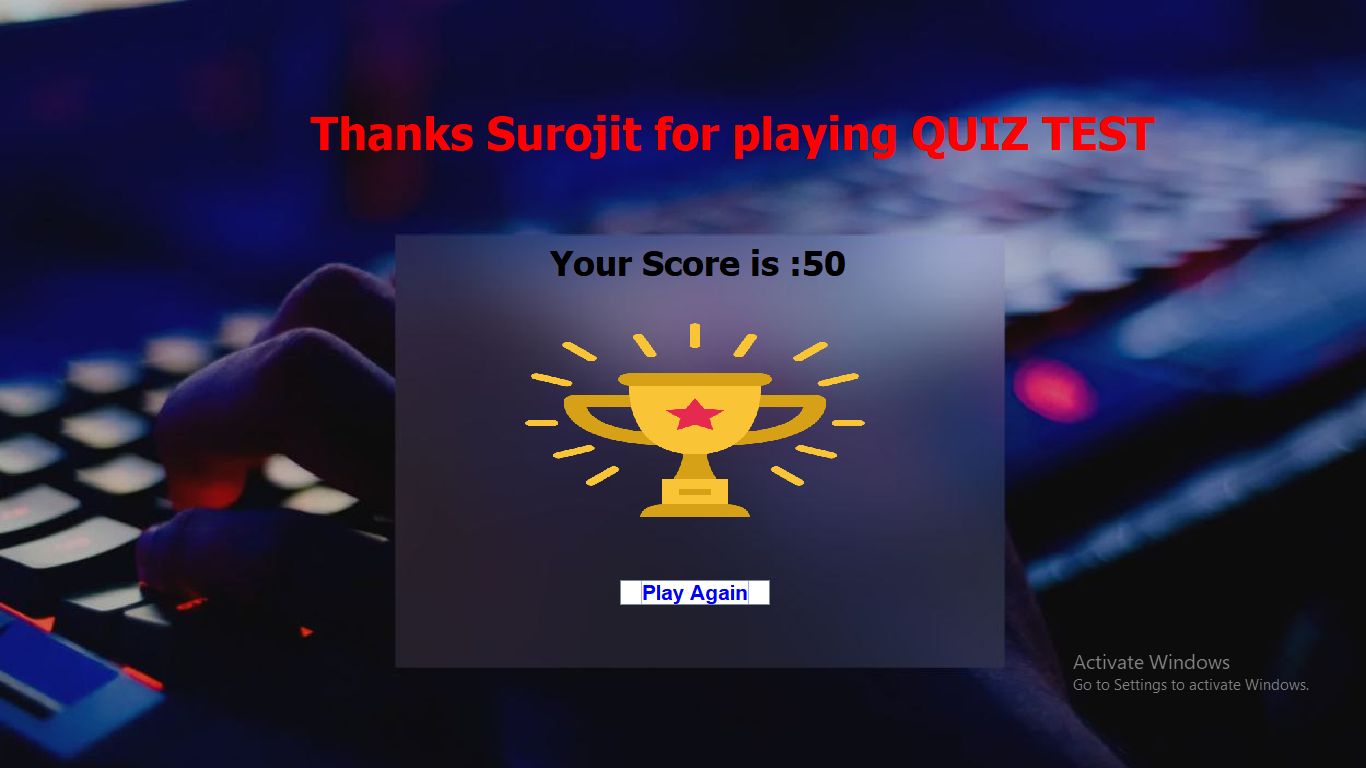 Thanks Surojit for playing QUIZ TEST
Your Score is :50
Play Again
Activate Windows
Go to Settings to activate Windows.